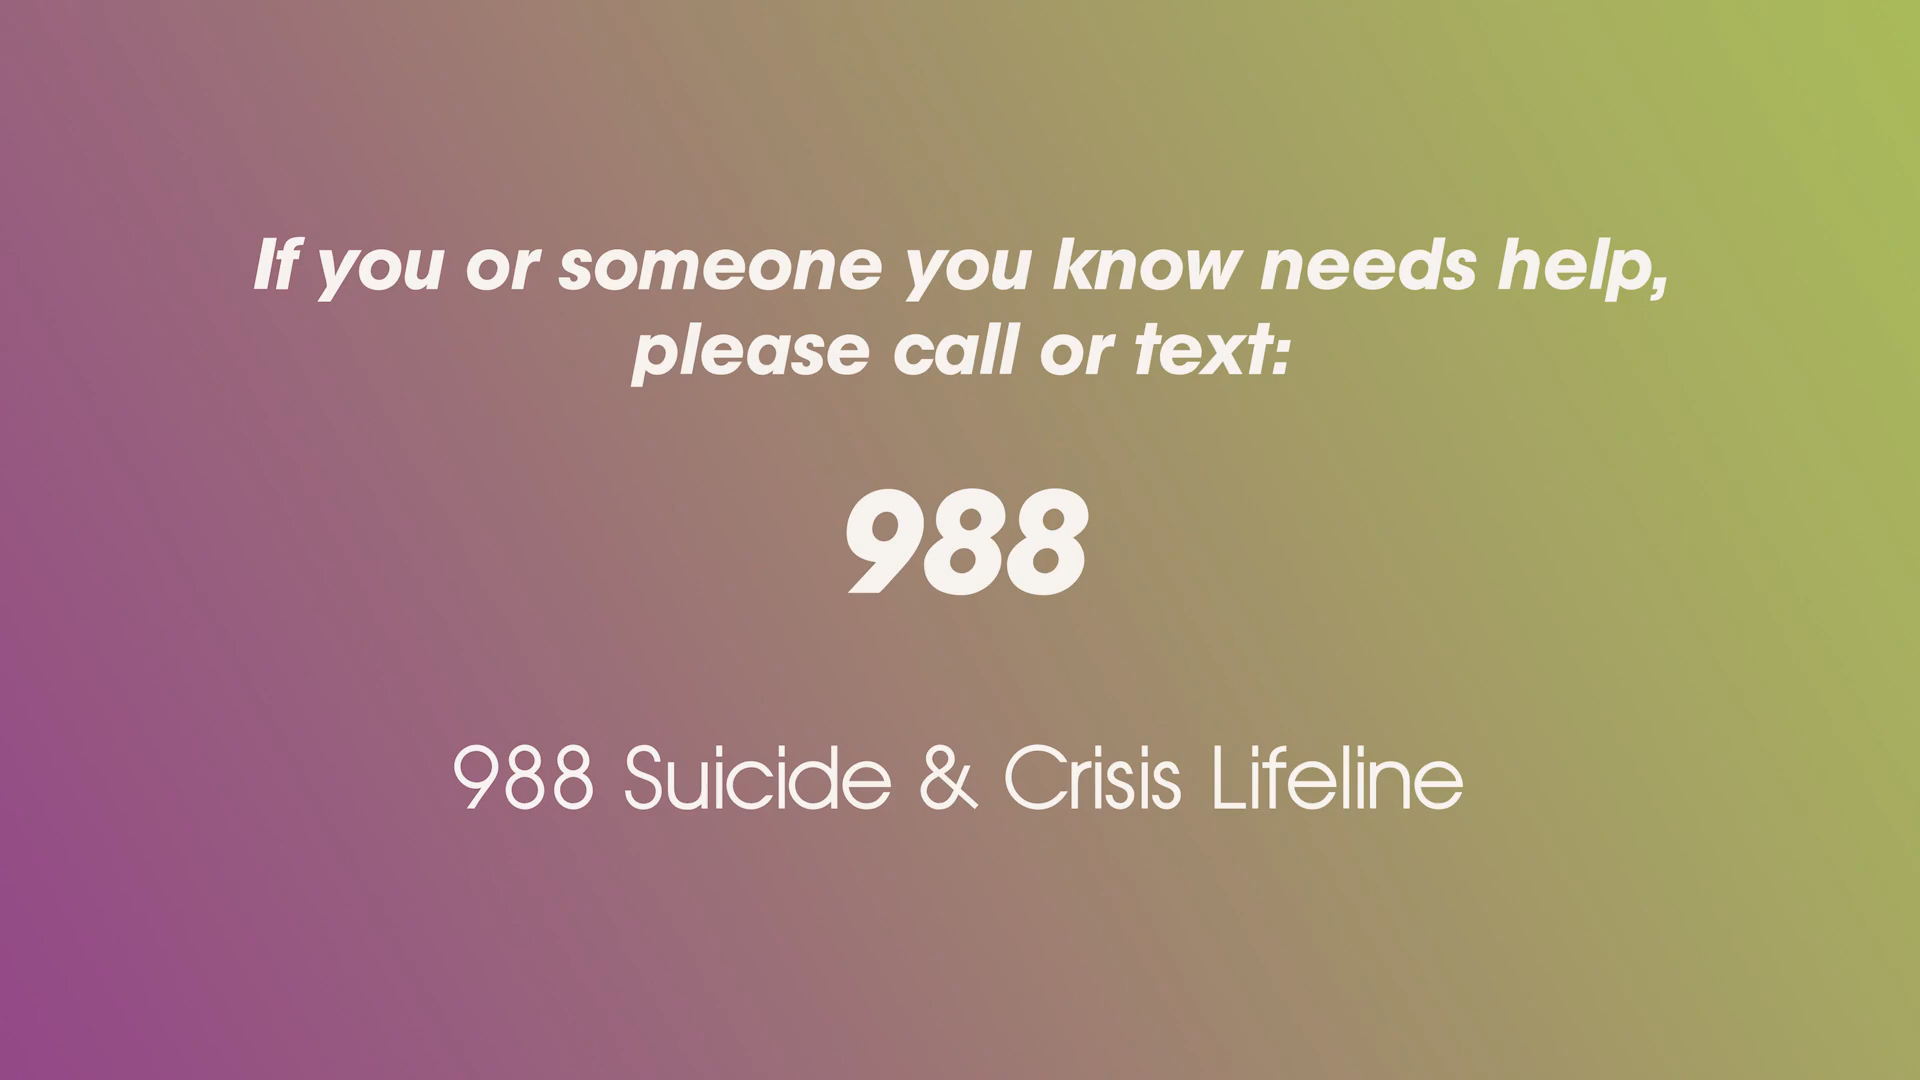 If you or someone you know needs help,
please call or text:
988
988 Suicide & Crisis Lifeline